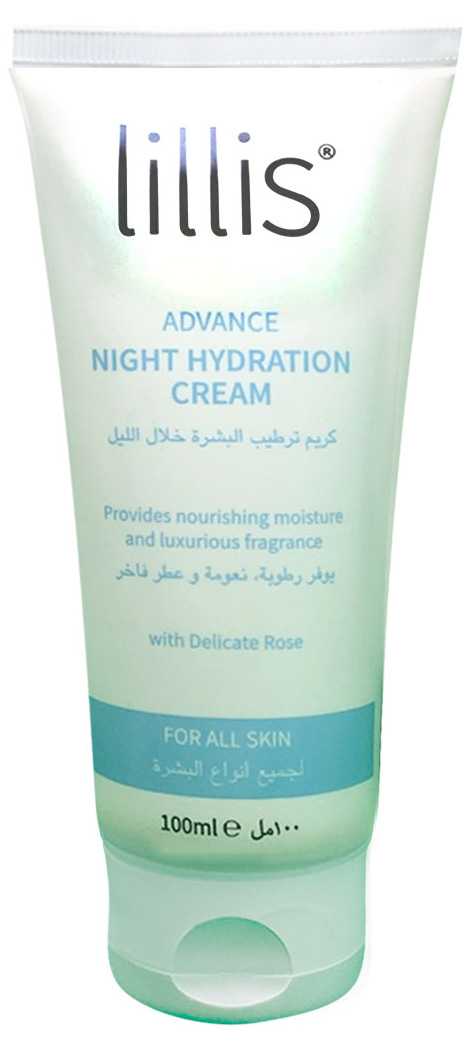 lillis®
ADVANCE
NIGHT HYDRATION
CREAM
كريم ترطيب البشرة خلال الليل
Provides nourishing moisture
and luxurious fragrance
يوفر رطوبة، نعومة و عطر فاخر
with Delicate Rose
FOR ALL SKIN
لجميع أنواع البشرة
100ml ℮ ١٠٠مل